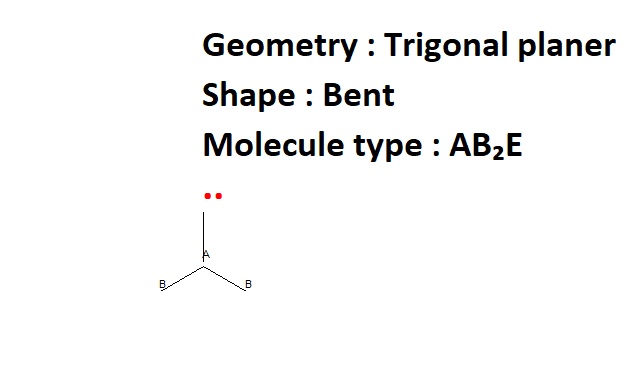 Geometry : Trigonal planer
Shape : Bent
Molecule type : AB₂E
A
B B